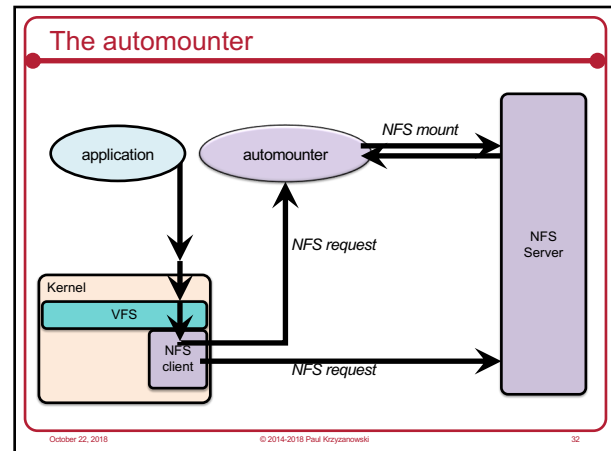 The automounter
application
automounter
NFS mount
NFS request
NFS
Server
Kernel
VFS
NFS
client
NFS request
October 22, 2018
© 2014-2018 Paul Krzyzanowski
32